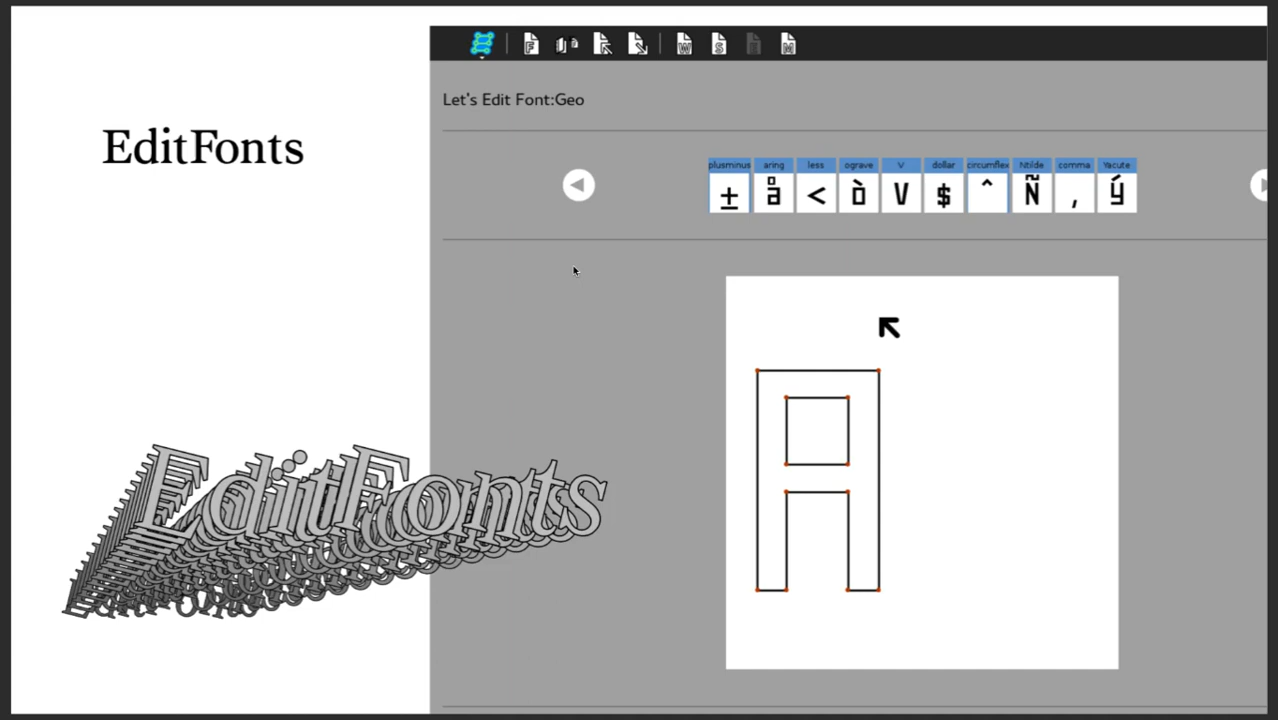 EditFonts
Let's Edit Font:Geo
plusminus aring less ograve V dollar circumflex Ntilde comma Yacute
± å < ò V $ ˆ Ñ , ý
A
EditFonts